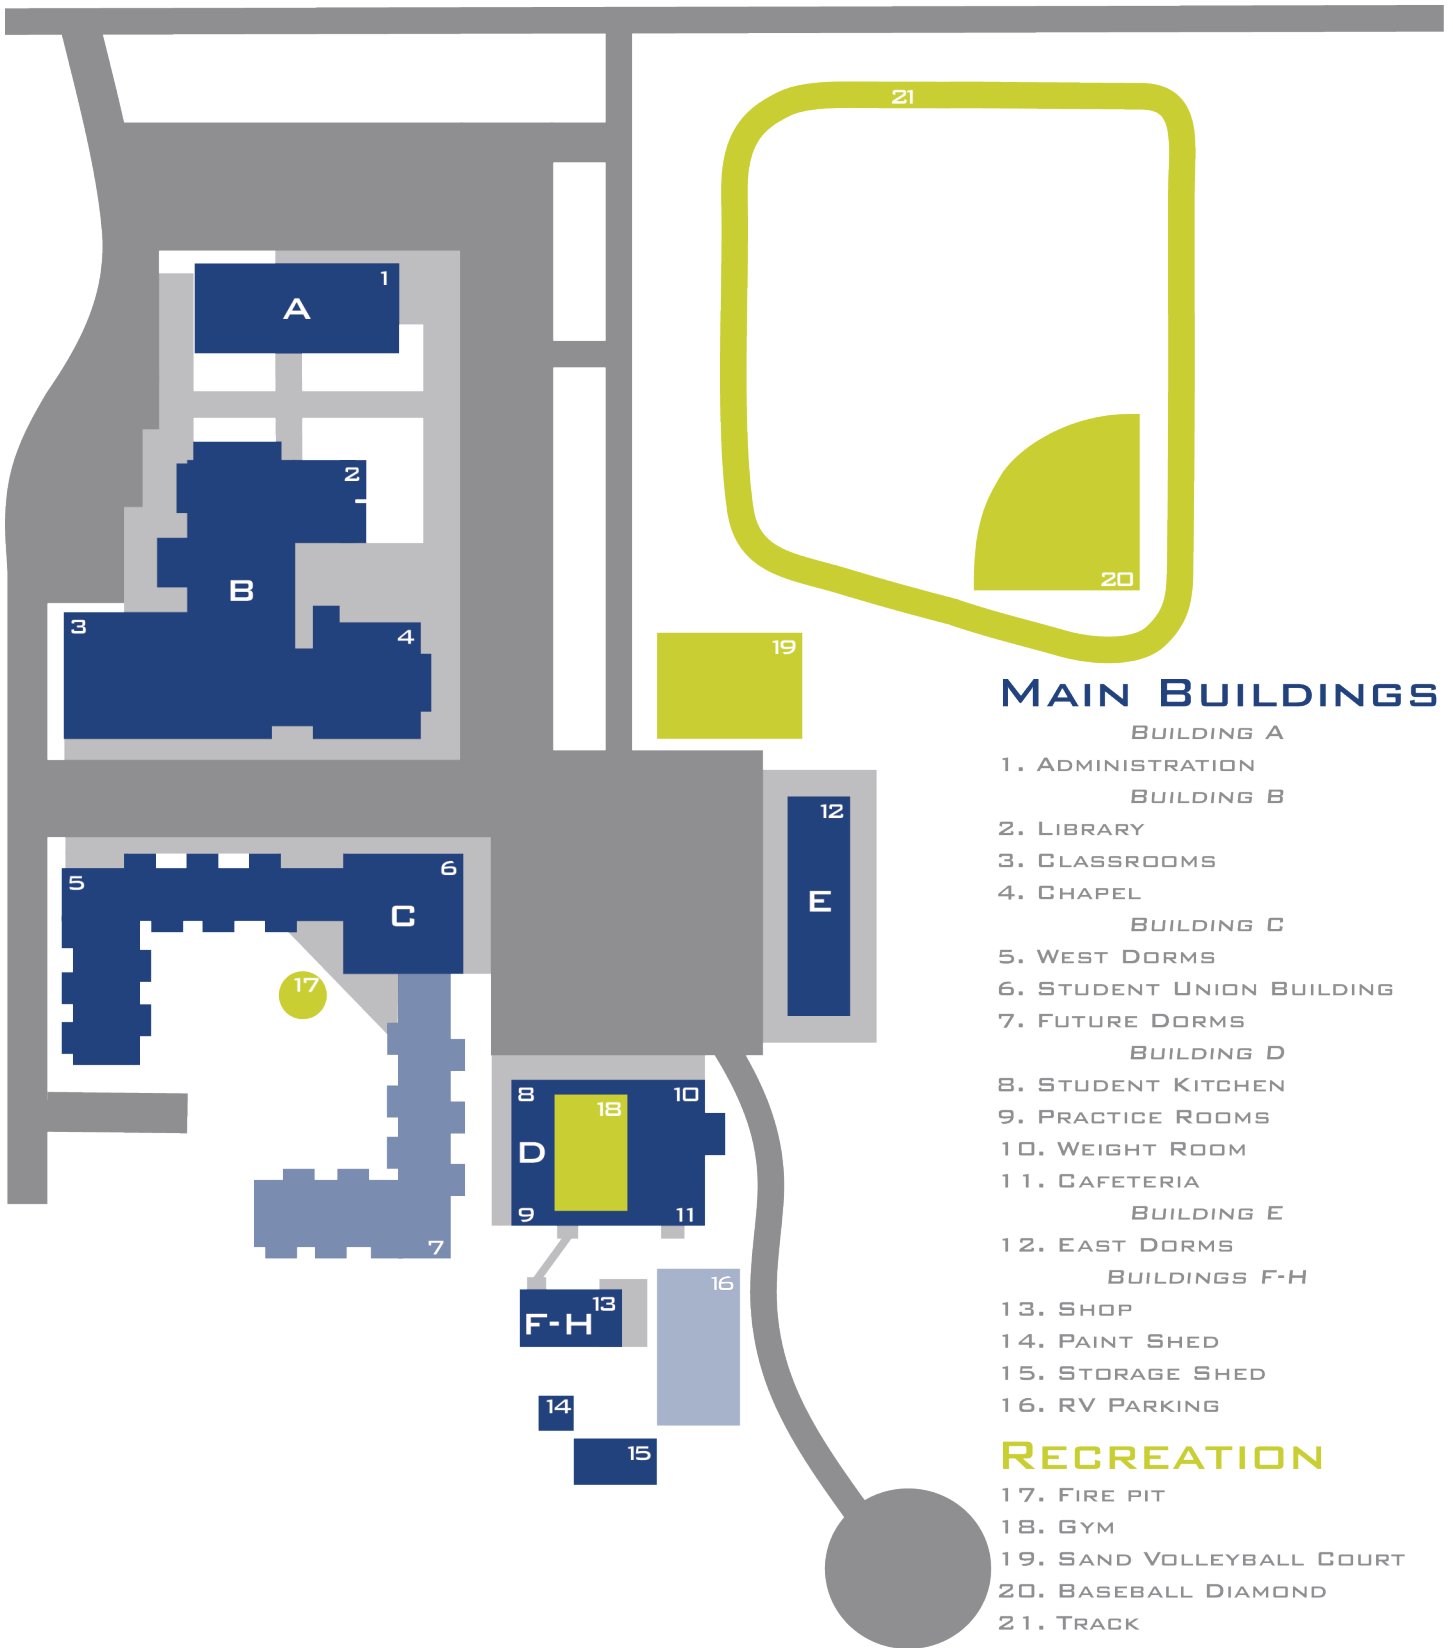 21
1
A
2
20
B
3
4
19
MAIN BUILDINGS
BUILDING A
1. ADMINISTRATION
BUILDING B
2. LIBRARY
3. CLASSROOMS
4. CHAPEL
BUILDING C
5. WEST DORMS
6. STUDENT UNION BUILDING
7. FUTURE DORMS
BUILDING D
8. STUDENT KITCHEN
9. PRACTICE ROOMS
10. WEIGHT ROOM
11. CAFETERIA
BUILDING E
12. EAST DORMS
BUILDINGS F-H
13. SHOP
14. PAINT SHED
15. STORAGE SHED
16. RV PARKING
RECREATION
17. FIRE PIT
18. GYM
19. SAND VOLLEYBALL COURT
20. BASEBALL DIAMOND
21. TRACK
12
E
5
6
C
17
7
8
10
18
D
9
11
13
F-H
16
14
15